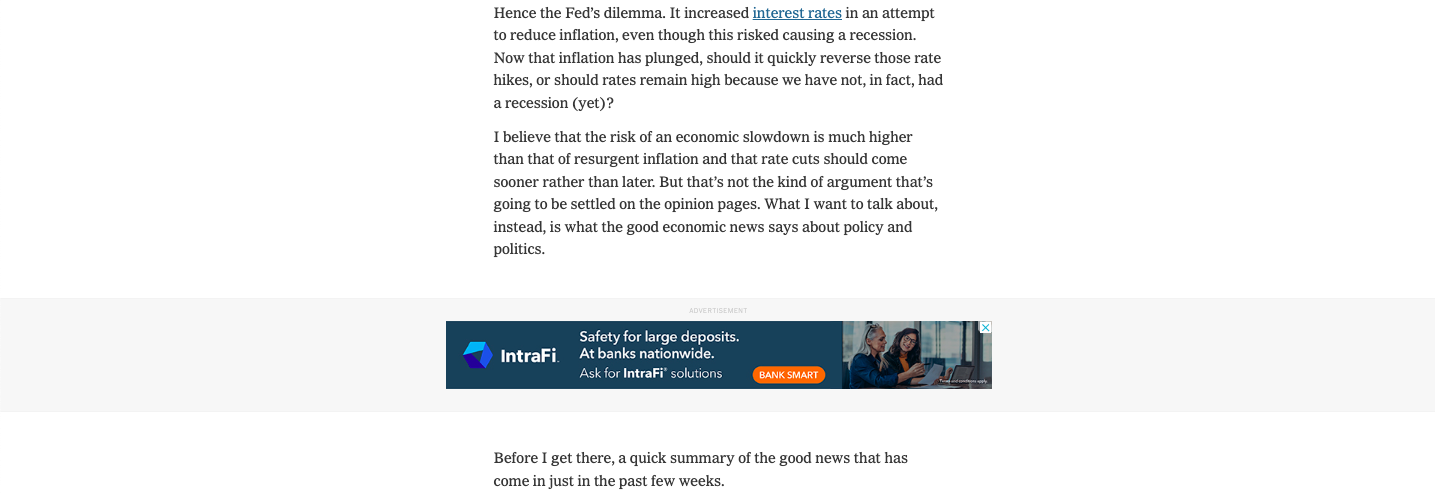 Hence the Fed’s dilemma. It increased interest rates in an attempt
to reduce inflation, even though this risked causing a recession.
Now that inflation has plunged, should it quickly reverse those rate
hikes, or should rates remain high because we have not, in fact, had
a recession (yet)?
I believe that the risk of an economic slowdown is much higher
than that of resurgent inflation and that rate cuts should come
sooner rather than later. But that’s not the kind of argument that’s
going to be settled on the opinion pages. What I want to talk about,
instead, is what the good economic news says about policy and
politics.
ADVERTISEMENT
IntraFi
Safety for large deposits.
At banks nationwide.
Ask for IntraFi® solutions
BANK SMART
Terms and conditions apply.
Before I get there, a quick summary of the good news that has
come in just in the past few weeks.